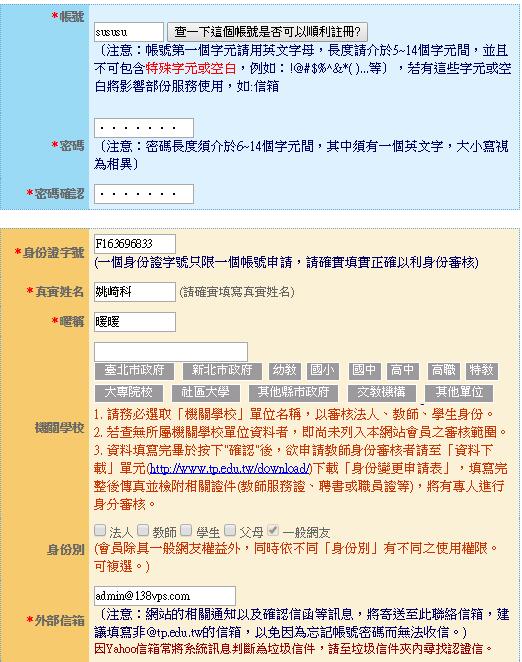 *帳號
sususu 查一下這個帳號是否可以順利註冊?
〔注意：帳號第一個字元請用英文字母，長度請介於5~14個字元間，並且
不可包含特殊字元或空白，例如：!@#$%^&*( )...等〕，若有這些字元或空
白將影響部份服務使用，如:信箱
*密碼
〔注意：密碼長度須介於6~14個字元間，其中須有一個英文字，大小寫視
為相異〕
*密碼確認
*身份證字號 F163696833
(一個身份證字號只限一個帳號申請，請確實填寫正確以利身份審核)
*真實姓名 姚崎科 (請確實填寫真實姓名)
*暱稱 暖暖
臺北市政府 新北市政府 幼教 國小 國中 高中 高職 特教
大專院校 社區大學 其他縣市政府 交教機構 其他單位
機關學校
1. 請務必選取「機關學校」單位名稱，以審核法人、教師、學生身份。
2. 若查無所屬機關學校單位資料者，即尚未列入本網站會員之審核範圍。
3. 資料填寫完畢於按下"確認"後，欲申請教師身份審核者請至「資料下
載」單元(http://www.tp.edu.tw/download/)下載「身份變更申請表」，填寫完
整後傳真並檢附相關證件(教師服務證、聘書或職員證等)，將有專人進行
身分審核。
身份別
法人 教師 學生 父母 一般網友
(會員除具一般網友權益外，同時依不同「身份別」有不同之使用權限。
可複選。)
*外部信箱
admin@138vps.com
〔注意：網站的相關通知以及確認信函等訊息，將寄送至此聯絡信箱，建
議填寫非@tp.edu.tw的信箱，以免因為忘記帳號密碼而無法收信。〕
因Yahoo信箱常將系統訊息判斷為垃圾信件，請至垃圾信件夾內尋找認證信。